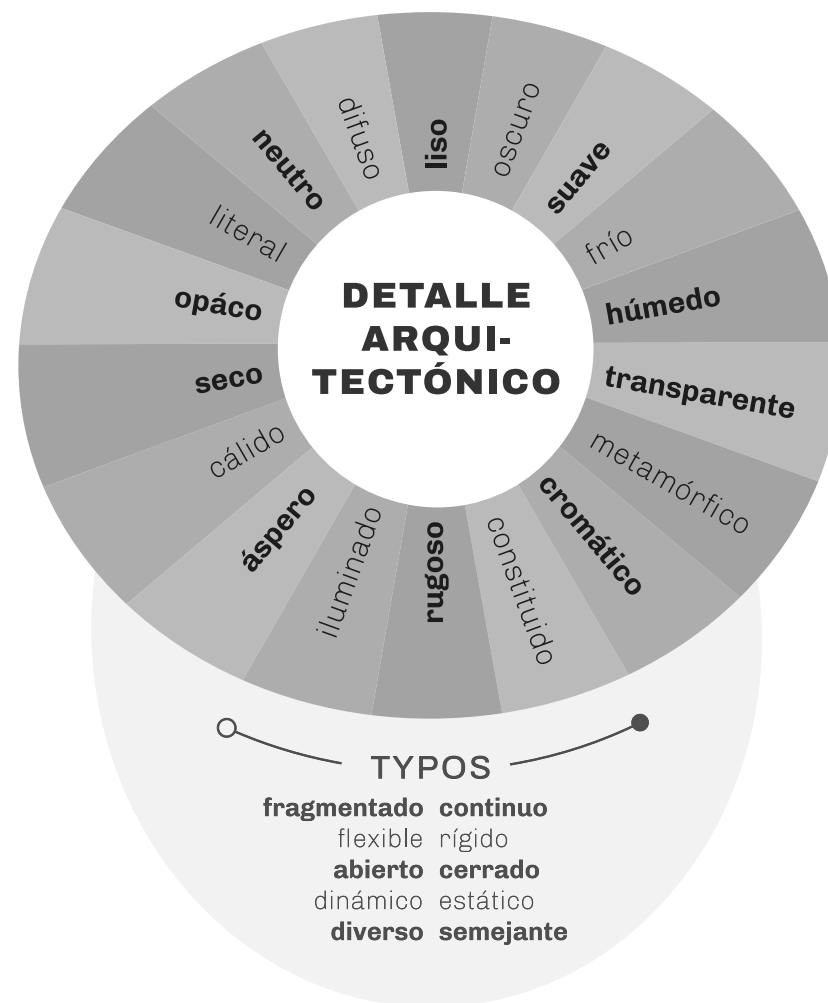 liso
oscuro
suave
frío
húmedo
transparente
metamórfico
cromático
constituido
rugoso
iluminado
áspero
cálido
seco
opáco
literal
neutro
difuso
DETALLE
ARQUI-
TECTÓNICO
TYPOS
fragmentado continuo
flexible rígido
abierto cerrado
dinámico estático
diverso semejante